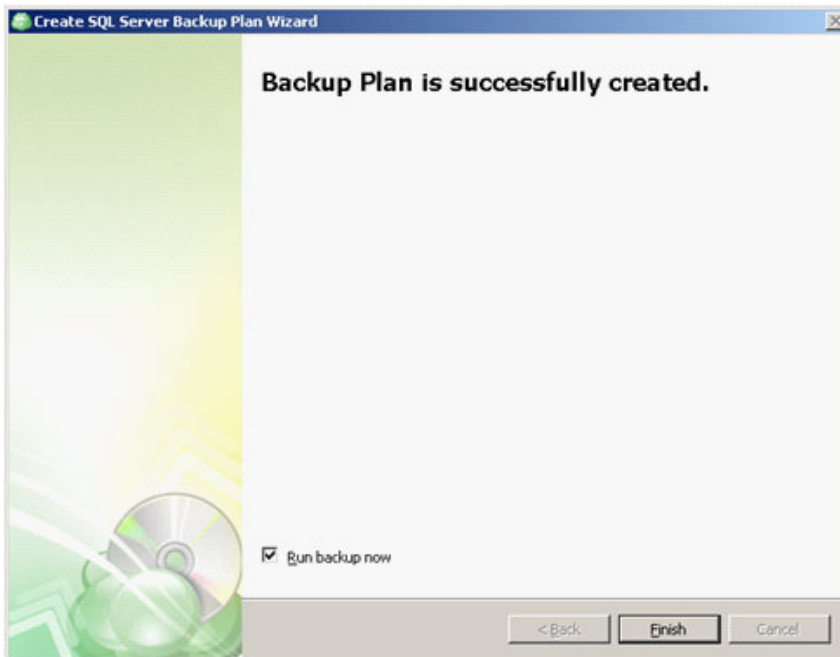 Create SQL Server Backup Plan Wizard
Backup Plan is successfully created.
Run backup now
< Back
Finish
Cancel